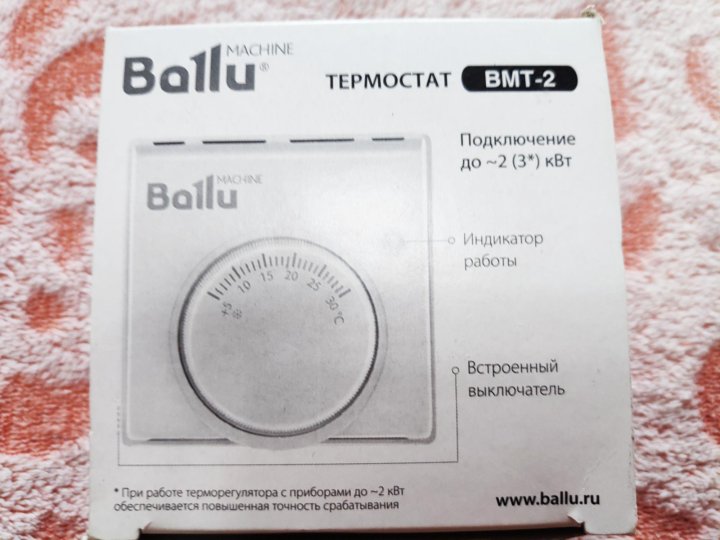 Ballu MACHINE ®
ТЕРМОСТАТ BMT-2
Подключение
до ~2 (3*) кВт
Ballu MACHINE
Индикатор
работы
+5 10 15 20 25 30 °C
Встроенный
выключатель
* При работе терморегулятора с приборами до ~2 кВт
обеспечивается повышенная точность срабатывания
www.ballu.ru